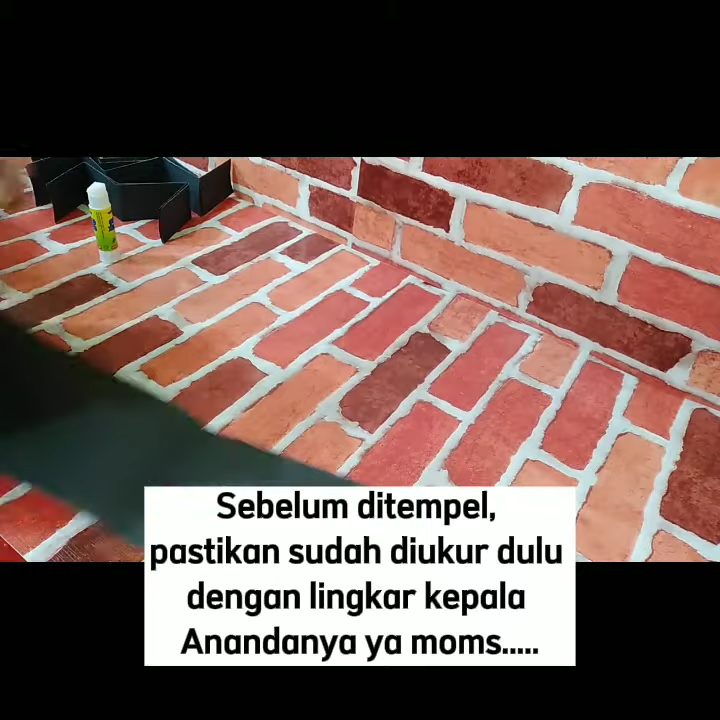 Sebelum ditempel,
pastikan sudah diukur dulu
dengan lingkar kepala
Anandanya ya moms.....